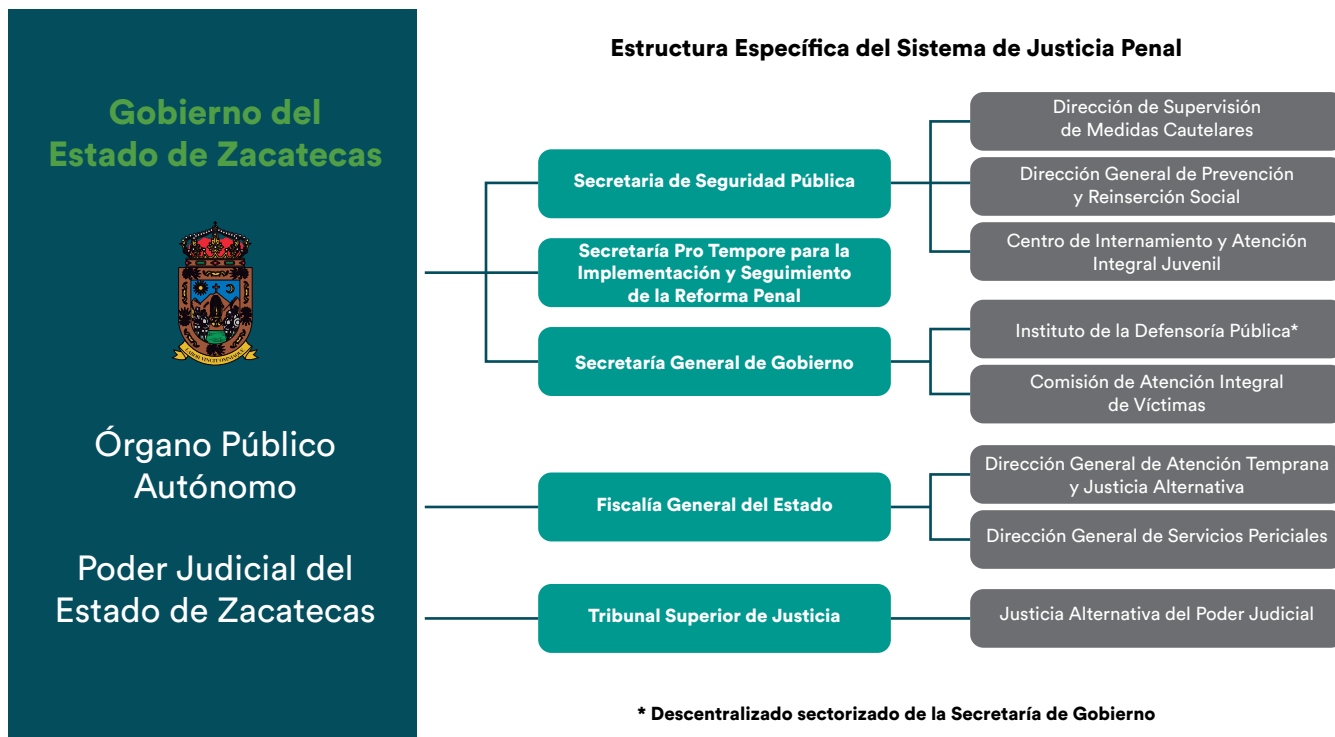 Estructura Específica del Sistema de Justicia Penal
Gobierno del
Estado de Zacatecas
LABOR VINCIT OMNIA
Órgano Público
Autónomo
Poder Judicial del
Estado de Zacatecas
Secretaria de Seguridad Pública
Dirección de Supervisión
de Medidas Cautelares
Dirección General de Prevención
y Reinserción Social
Centro de Internamiento y Atención
Integral Juvenil
Secretaría Pro Tempore para la
Implementación y Seguimiento
de la Reforma Penal
Secretaría General de Gobierno
Instituto de la Defensoría Pública*
Comisión de Atención Integral
de Víctimas
Fiscalía General del Estado
Dirección General de Atención Temprana
y Justicia Alternativa
Dirección General de Servicios Periciales
Tribunal Superior de Justicia
Justicia Alternativa del Poder Judicial
* Descentralizado sectorizado de la Secretaría de Gobierno